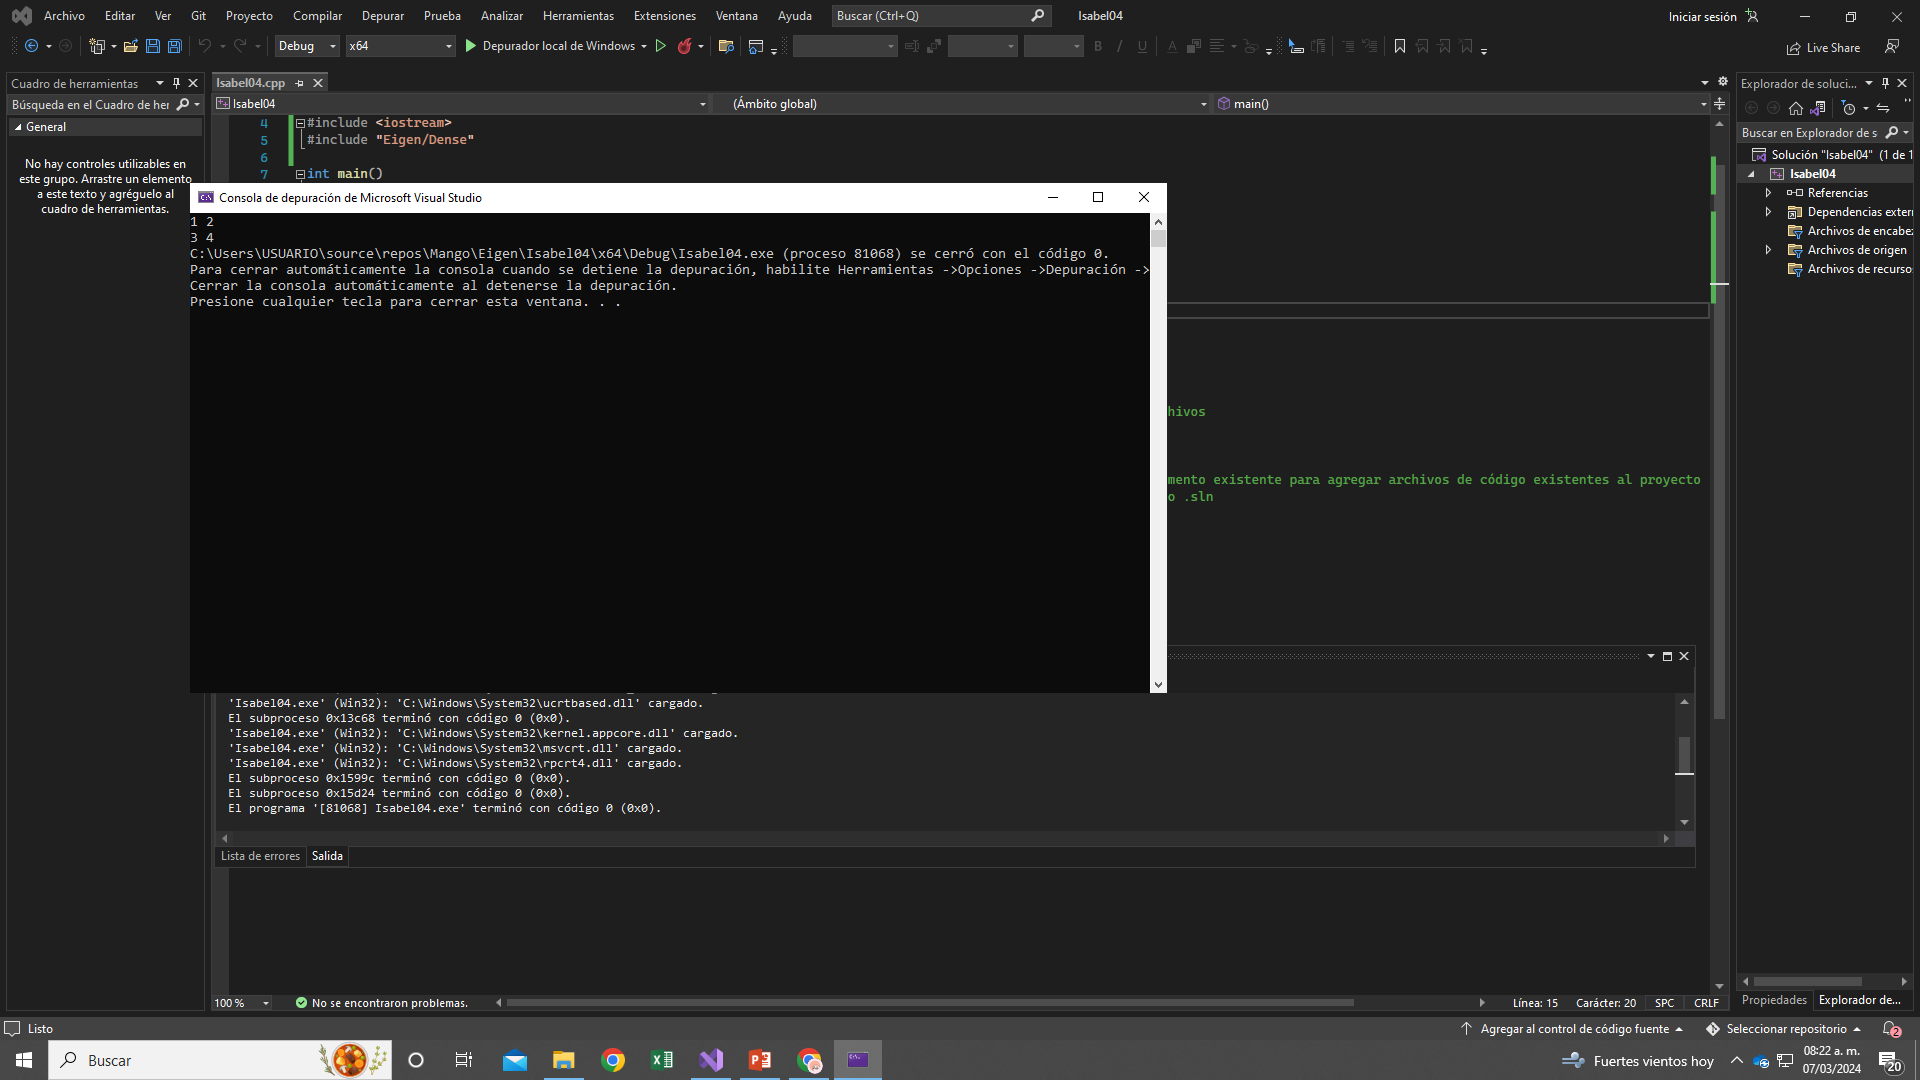 Archivo Editar Ver Git Proyecto Compilar Depurar Prueba Analizar Herramientas Extensiones Ventana Ayuda Buscar (Ctrl+Q) Isabel04 Iniciar sesión
Debug x64 Depurador local de Windows Live Share
Cuadro de herramientas
Búsqueda en el Cuadro de her
General
No hay controles utilizables en
este grupo. Arrastre un elemento
a este texto y agréguelo al
cuadro de herramientas.
Isabel04.cpp
Isabel04 (Ámbito global) main()
4 #include <iostream>
5 #include "Eigen/Dense"
6
7 int main()
Consola de depuración de Microsoft Visual Studio
1 2
3 4
C:\Users\USUARIO\source\repos\Mango\Eigen\Isabel04\x64\Debug\Isabel04.exe (proceso 81068) se cerró con el código 0.
Para cerrar automáticamente la consola cuando se detiene la depuración, habilite Herramientas ->Opciones ->Depuración ->
Cerrar la consola automáticamente al detenerse la depuración.
Presione cualquier tecla para cerrar esta ventana. . .
hivos
mento existente para agregar archivos de código existentes al proyecto
o .sln
'Isabel04.exe' (Win32): 'C:\Windows\System32\ucrtbased.dll' cargado.
El subproceso 0x13c68 terminó con código 0 (0x0).
'Isabel04.exe' (Win32): 'C:\Windows\System32\kernel.appcore.dll' cargado.
'Isabel04.exe' (Win32): 'C:\Windows\System32\msvcrt.dll' cargado.
'Isabel04.exe' (Win32): 'C:\Windows\System32\rpcrt4.dll' cargado.
El subproceso 0x1599c terminó con código 0 (0x0).
El subproceso 0x15d24 terminó con código 0 (0x0).
El programa '[81068] Isabel04.exe' terminó con código 0 (0x0).
Lista de errores Salida
100 % No se encontraron problemas. Línea: 15 Carácter: 20 SPC CRLF
Explorador de soluci...
Buscar en Explorador de s
Solución "Isabel04" (1 de 1
Isabel04
Referencias
Dependencias exter
Archivos de encabez
Archivos de origen
Archivos de recurso
Propiedades Explorador de...
Listo Agregar al control de código fuente Seleccionar repositorio 2
Buscar Fuertes vientos hoy 08:22 a. m.
07/03/2024 20